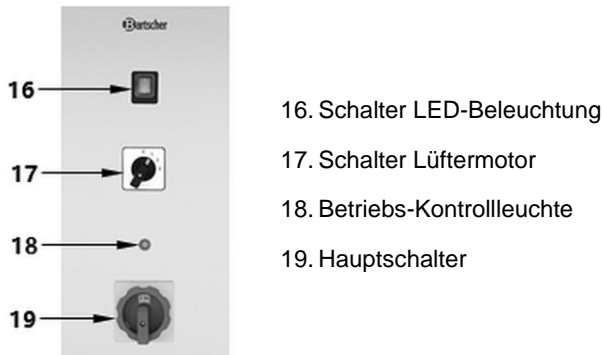 Bartscher
16
17
18
19
16. Schalter LED-Beleuchtung
17. Schalter Lüftermotor
18. Betriebs-Kontrollleuchte
19. Hauptschalter